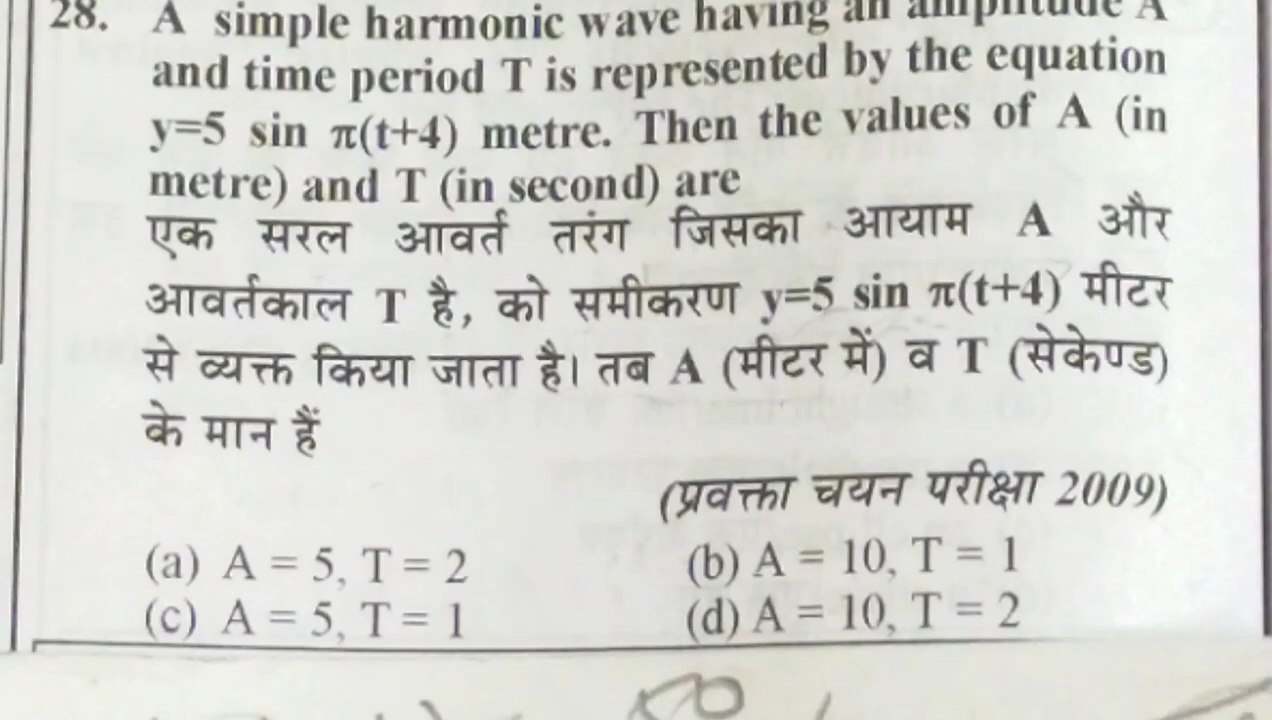 28. A simple harmonic wave having an amplitude A
and time period T is represented by the equation
y=5 sin π(t+4) metre. Then the values of A (in
metre) and T (in second) are
एक सरल आवर्त तरंग जिसका आयाम A और
आवर्तकाल T है, को समीकरण y=5 sin π(t+4) मीटर
से व्यक्त किया जाता है। तब A (मीटर में) व T (सेकेण्ड)
के मान हैं
(प्रवक्ता चयन परीक्षा 2009)
(a) A = 5, T = 2 (b) A = 10, T = 1
(c) A = 5, T = 1 (d) A = 10, T = 2